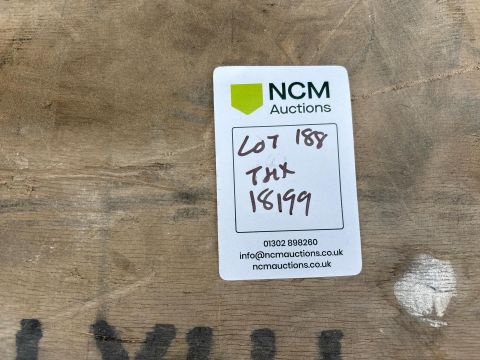 NCM
Auctions
LOT 188
THX
18199
01302 898260
info@ncmauctions.co.uk
ncmauctions.co.uk